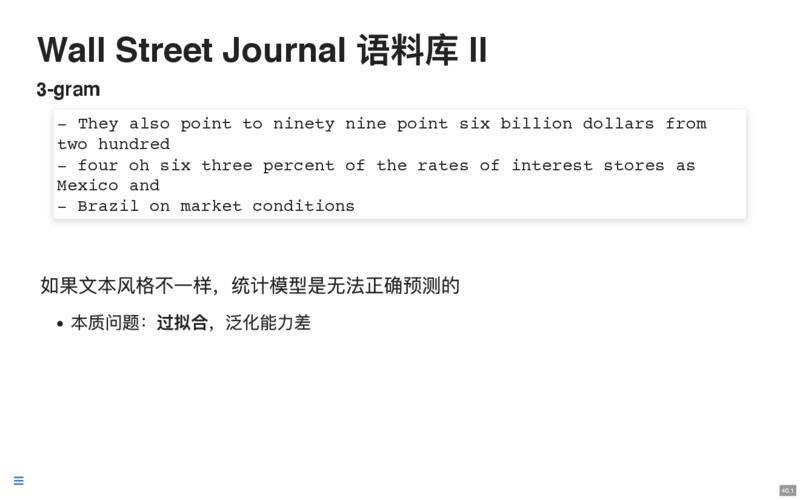 Wall Street Journal 语料库 II
3-gram
- They also point to ninety nine point six billion dollars from
two hundred
- four oh six three percent of the rates of interest stores as
Mexico and
- Brazil on market conditions
如果文本风格不一样，统计模型是无法正确预测的
• 本质问题：过拟合，泛化能力差
40.1